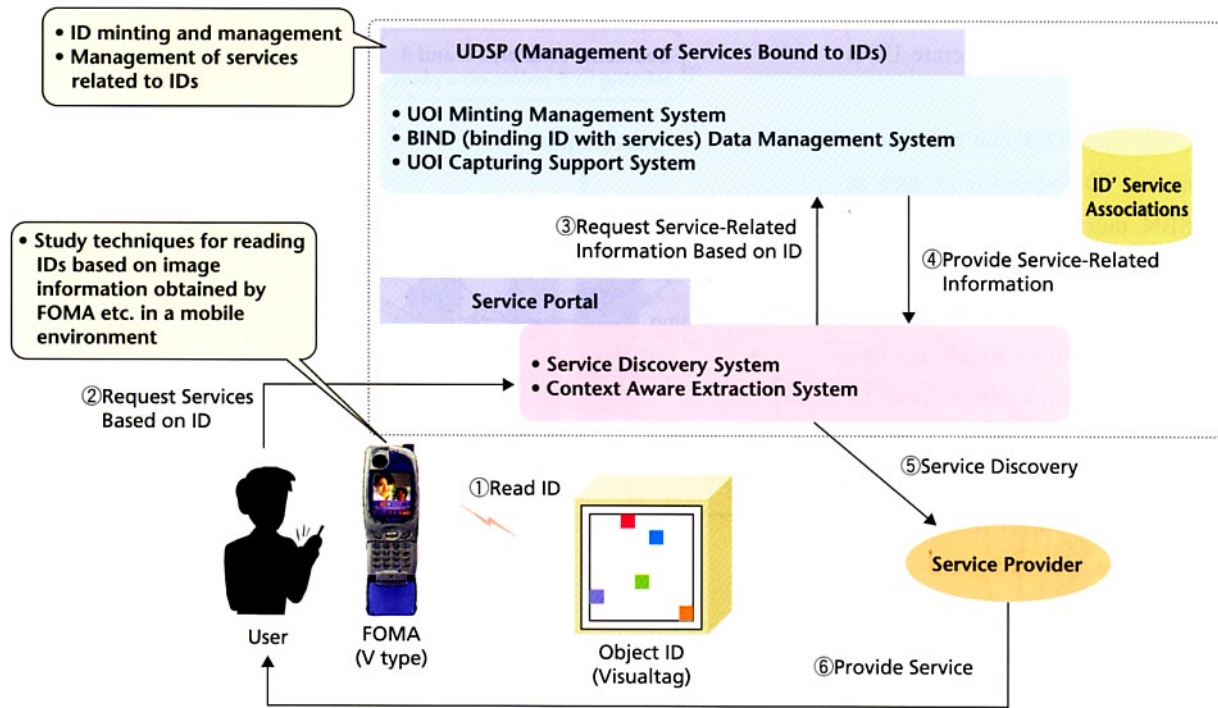 • ID minting and management
• Management of services
related to IDs
UDSP (Management of Services Bound to IDs)
• UOI Minting Management System
• BIND (binding ID with services) Data Management System
• UOI Capturing Support System
ID' Service
Associations
③Request Service-Related
Information Based on ID
④Provide Service-Related
Information
• Study techniques for reading
IDs based on image
information obtained by
FOMA etc. in a mobile
environment
Service Portal
• Service Discovery System
• Context Aware Extraction System
②Request Services
Based on ID
①Read ID
⑤Service Discovery
Service Provider
User
FOMA
(V type)
Object ID
(Visualtag)
⑥Provide Service